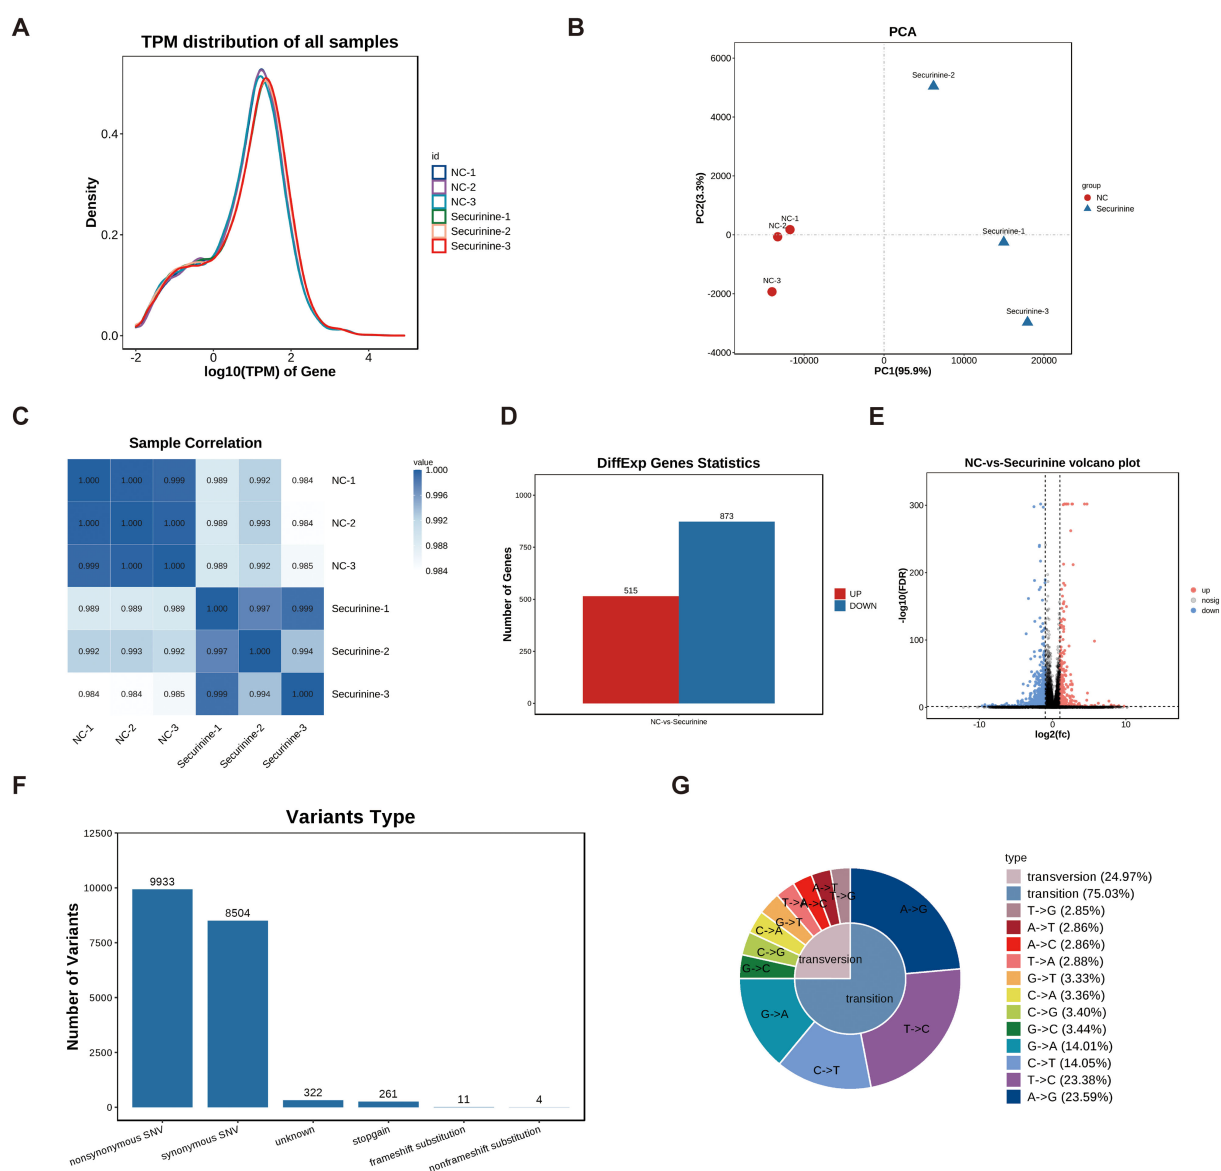 A
TPM distribution of all samples
Density
0.4
0.2
0.0
-2
0
2
4
log10(TPM) of Gene
id
NC-1
NC-2
NC-3
Securinine-1
Securinine-2
Securinine-3
B
PCA
PC2(3.3%)
6000
4000
2000
0
-2000
-4000
-10000
0
10000
20000
PC1(95.9%)
Securinine-2
NC-1
NC-2
NC-3
Securinine-1
Securinine-3
group
NC
Securinine
C
Sample Correlation
1.000 1.000 0.999 0.989 0.992 0.984 NC-1
1.000 1.000 1.000 0.989 0.993 0.984 NC-2
0.999 1.000 1.000 0.989 0.992 0.985 NC-3
0.989 0.989 0.989 1.000 0.997 0.999 Securinine-1
0.992 0.993 0.992 0.997 1.000 0.994 Securinine-2
0.984 0.984 0.985 0.999 0.994 1.000 Securinine-3
NC-1
NC-2
NC-3
Securinine-1
Securinine-2
Securinine-3
value
1.000
0.996
0.992
0.988
0.984
D
DiffExp Genes Statistics
Number of Genes
1000
750
500
250
0
515
873
NC-vs-Securinine
UP
DOWN
E
NC-vs-Securinine volcano plot
-log10(FDR)
300
200
100
0
-10
0
10
log2(fc)
up
nosig
down
F
Variants Type
Number of Variants
12500
10000
7500
5000
2500
0
9933
8504
322
261
11
4
nonsynonymous SNV
synonymous SNV
unknown
stopgain
frameshift substitution
nonframeshift substitution
G
A->G
T->C
C->T
G->A
G->C
C->G
C->A
G->T
T->A
A->C
A->T
T->G
transversion
transition
type
transversion (24.97%)
transition (75.03%)
T->G (2.85%)
A->T (2.86%)
A->C (2.86%)
T->A (2.88%)
G->T (3.33%)
C->A (3.36%)
C->G (3.40%)
G->C (3.44%)
G->A (14.01%)
C->T (14.05%)
T->C (23.38%)
A->G (23.59%)